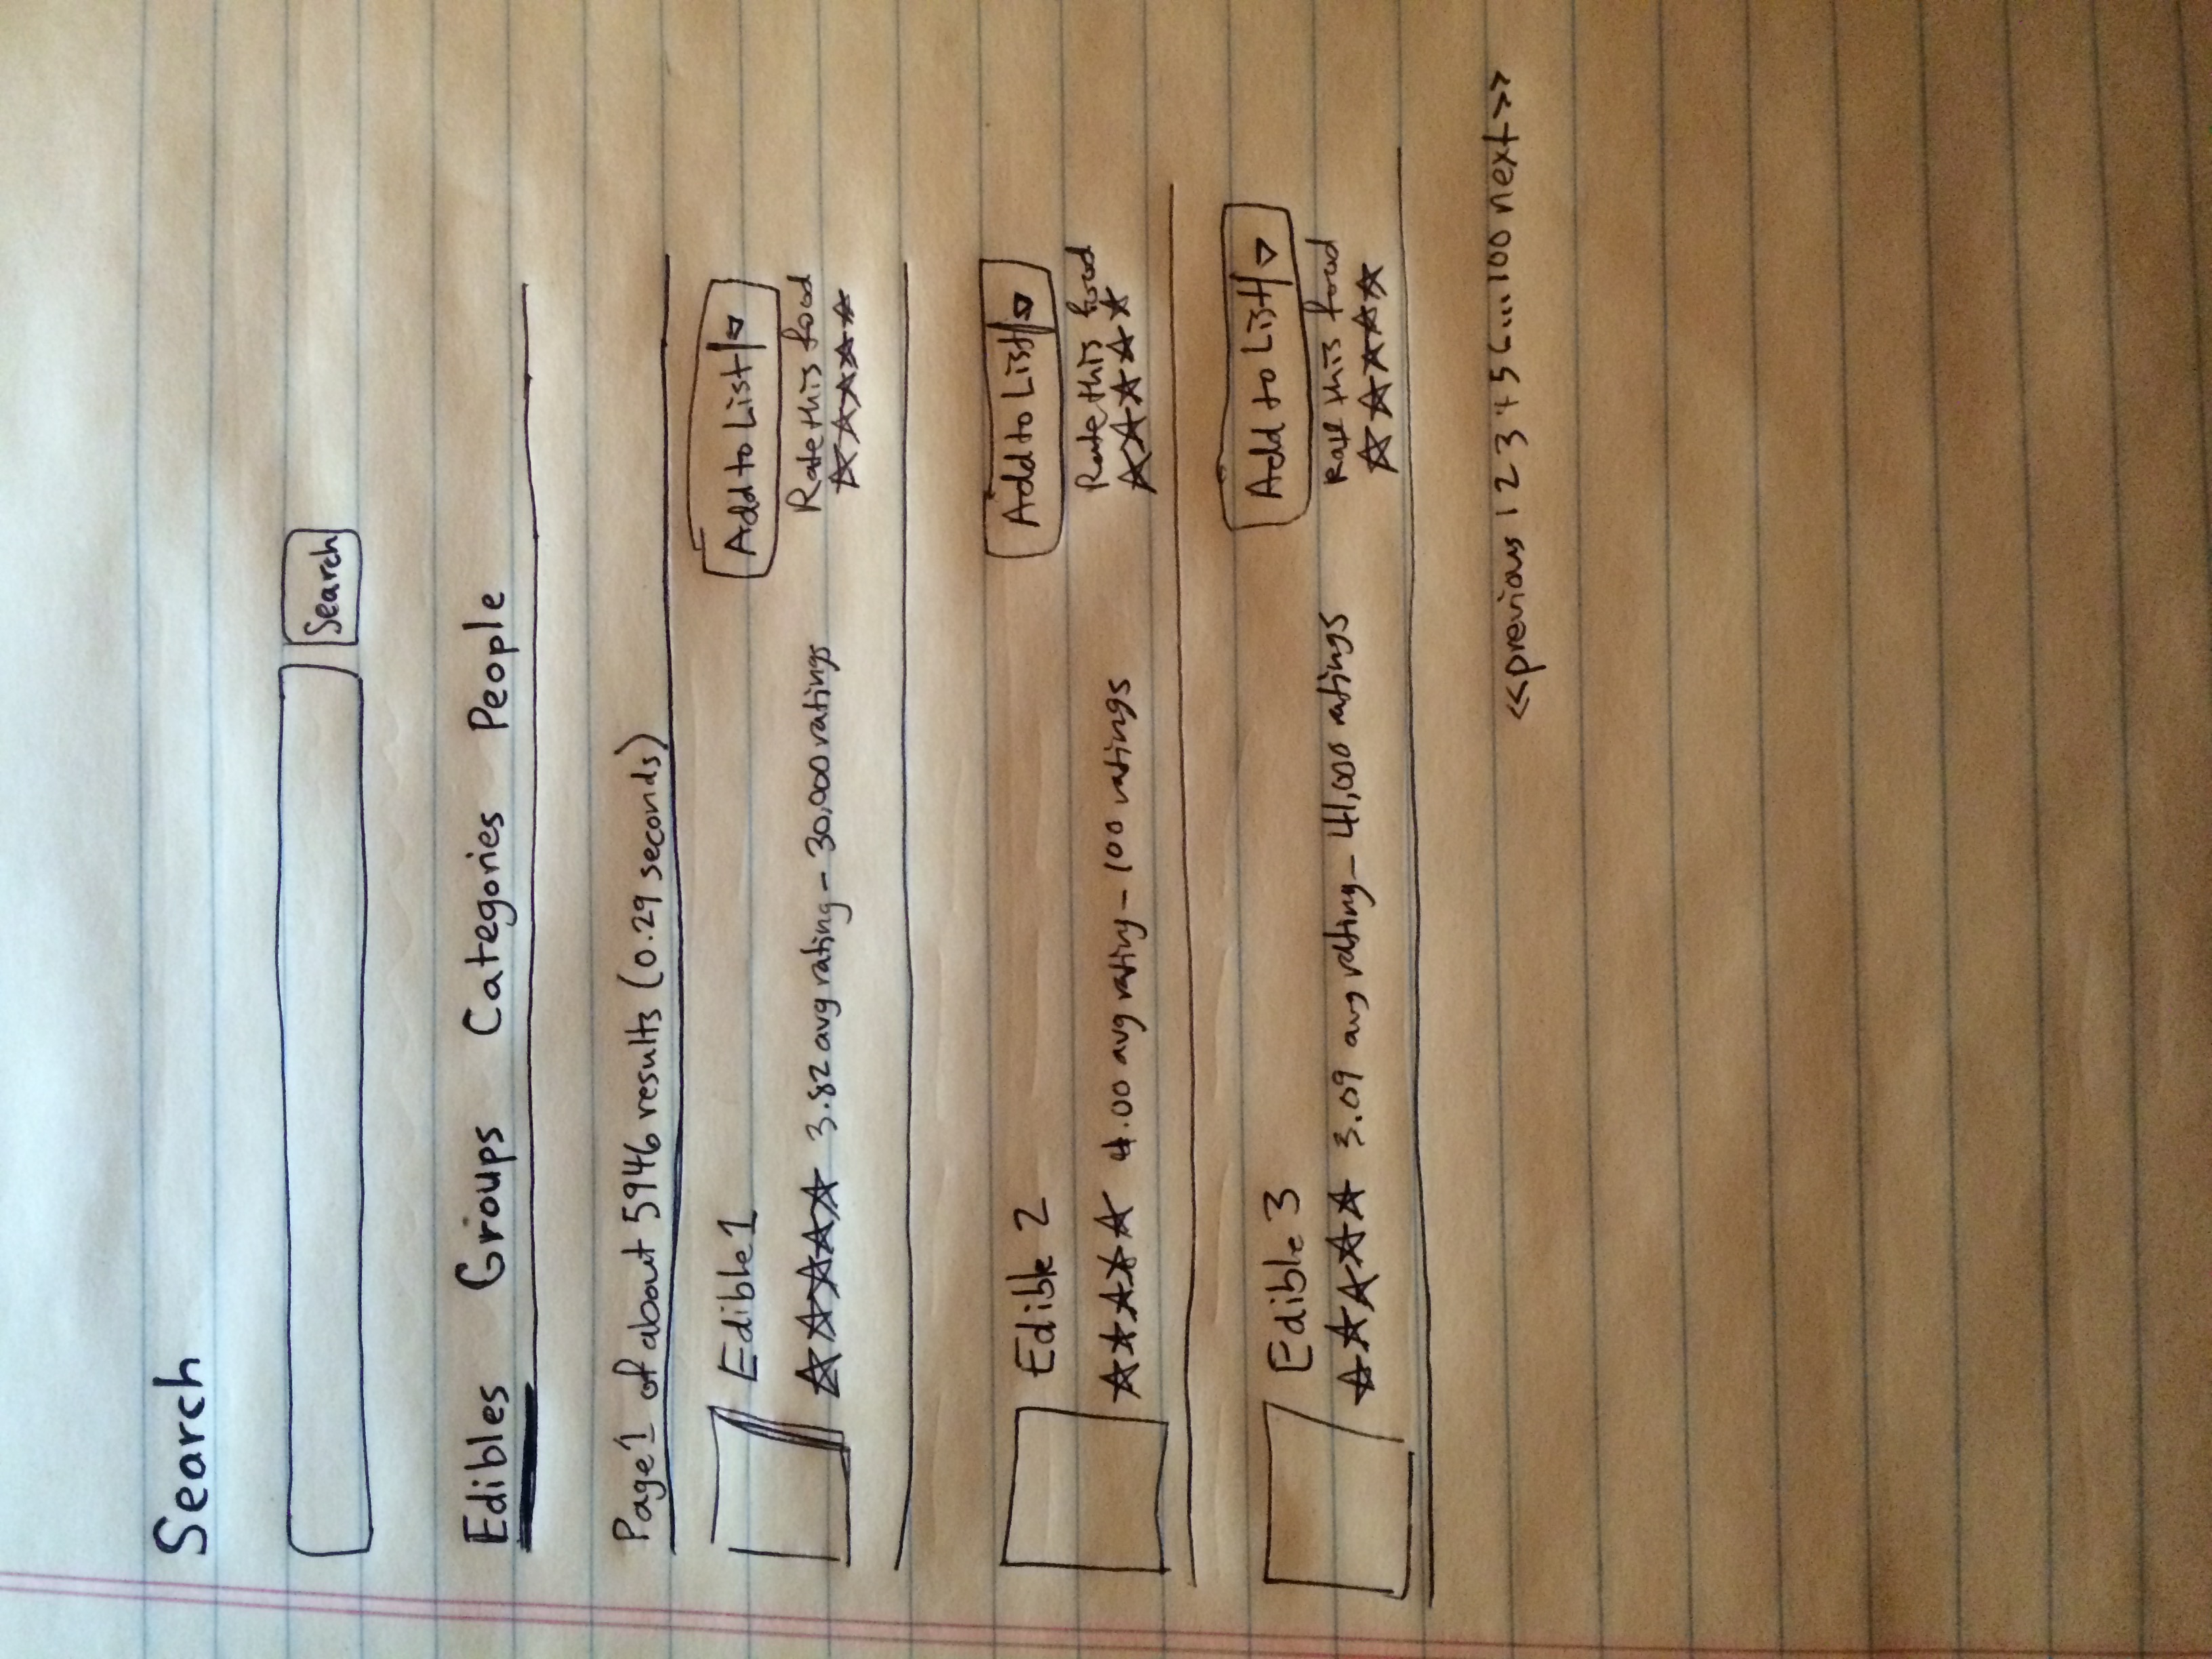 Search
Search
Edibles Groups Categories People
Page 1 of about 5946 results (0.29 seconds)
Edible 1
Add to List
3.82 avg rating - 30,000 ratings
Rate this food
Edible 2
Add to List
4.00 avg rating - 100 ratings
Rate this food
Edible 3
Add to List
3.09 avg rating - 41,000 ratings
Rate this food
<<previous 1 2 3 4 5 6...100 next>>